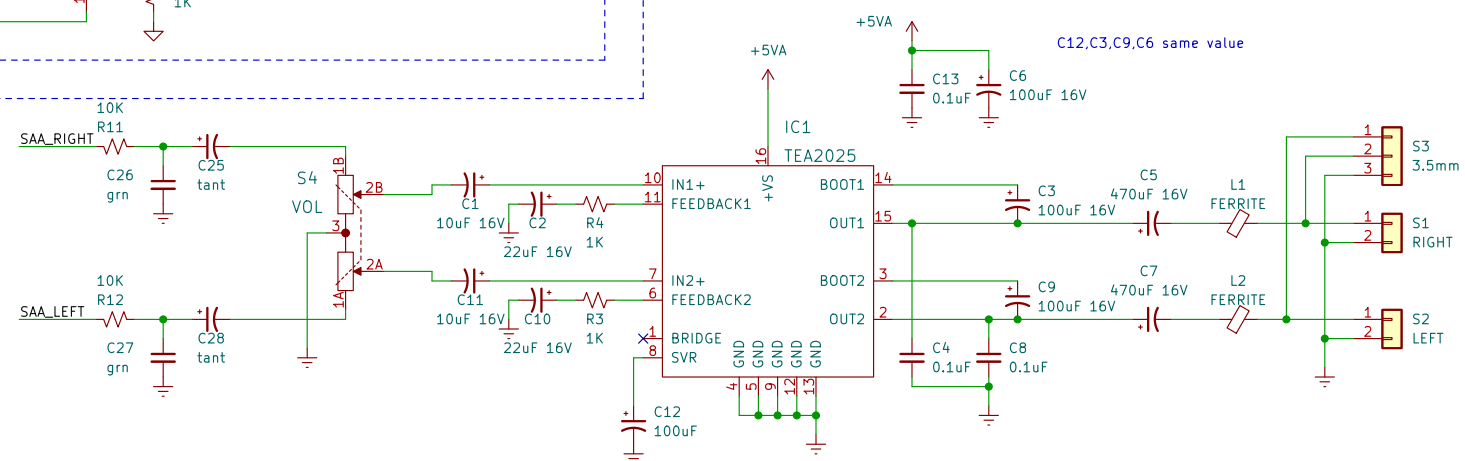 1K
+5VA
C12,C3,C9,C6 same value
+5VA
C13
0.1uF
C6
100uF 16V
10K
R11
SAA_RIGHT
C26
grn
C25
tant
S4
VOL
1B
2B
3
2A
1A
10K
R12
SAA_LEFT
C27
grn
C28
tant
C1
10uF 16V
C2
22uF 16V
R4
1K
C11
10uF 16V
C10
22uF 16V
R3
1K
IC1
TEA2025
16
+VS
10 IN1+
11 FEEDBACK1
7 IN2+
6 FEEDBACK2
1 BRIDGE
8 SVR
BOOT1 14
OUT1 15
BOOT2 3
OUT2 2
GND GND GND GND GND
4 5 9 12 13
C12
100uF
C3
100uF 16V
C5
470uF 16V
L1
FERRITE
C9
100uF 16V
C7
470uF 16V
L2
FERRITE
C4
0.1uF
C8
0.1uF
1
2
3
S3
3.5mm
1
2
S1
RIGHT
1
2
S2
LEFT